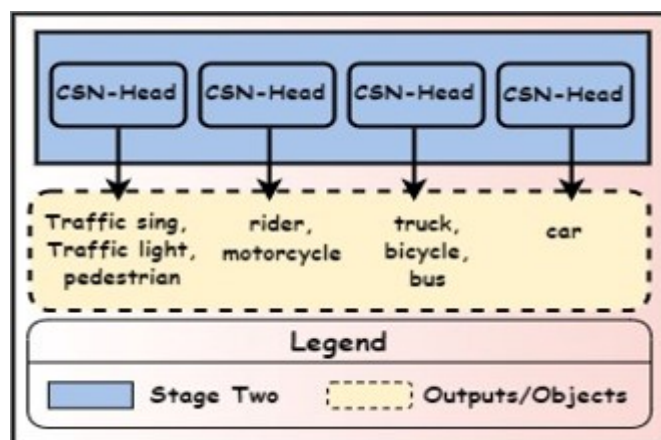 CSN-Head CSN-Head CSN-Head CSN-Head
Traffic sing,
Traffic light,
pedestrian
rider,
motorcycle
truck,
bicycle,
bus
car
Legend
Stage Two Outputs/Objects